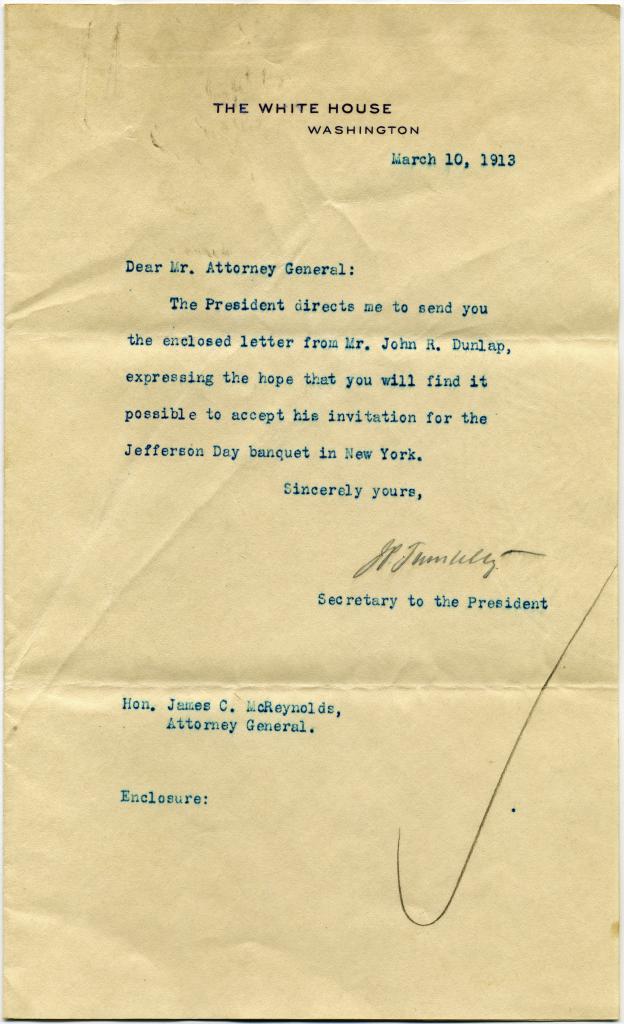 THE WHITE HOUSE
WASHINGTON
March 10, 1913
Dear Mr. Attorney General:
The President directs me to send you
the enclosed letter from Mr. John R. Dunlap,
expressing the hope that you will find it
possible to accept his invitation for the
Jefferson Day banquet in New York.
Sincerely yours,
JP Tumulty
Secretary to the President
Hon. James C. McReynolds,
Attorney General.
Enclosure: